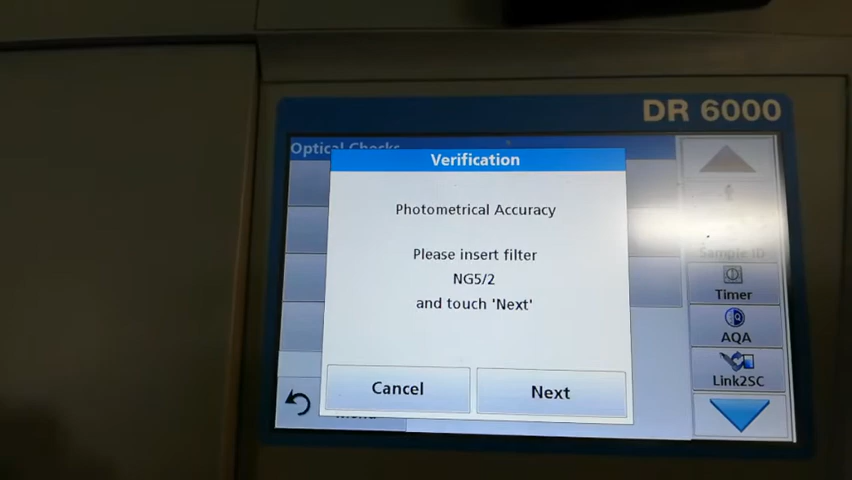 DR 6000
Optical Checks
Verification
Photometrical Accuracy
Please insert filter
NG5/2
and touch 'Next'
Cancel
Next
Sample ID
Timer
AQA
Link2SC
Menu